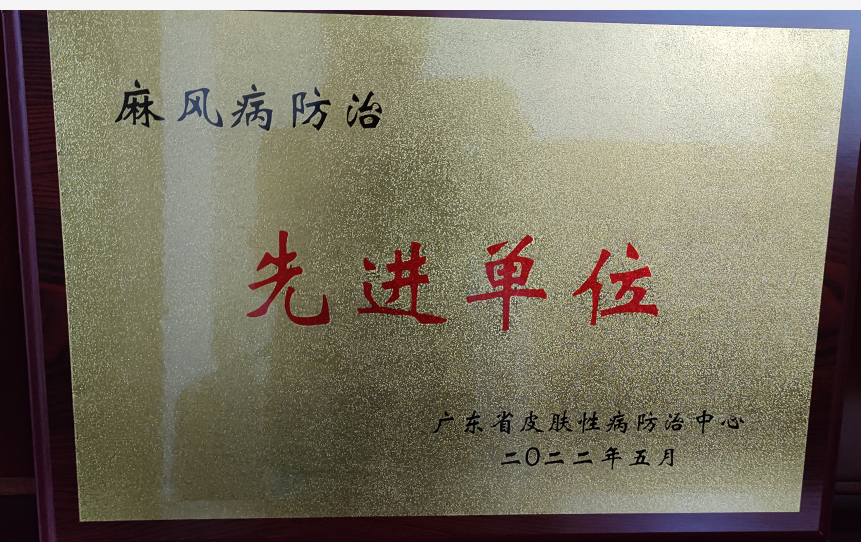 麻风病防治
先进单位
广东省皮肤性病防治中心
二〇二二年五月